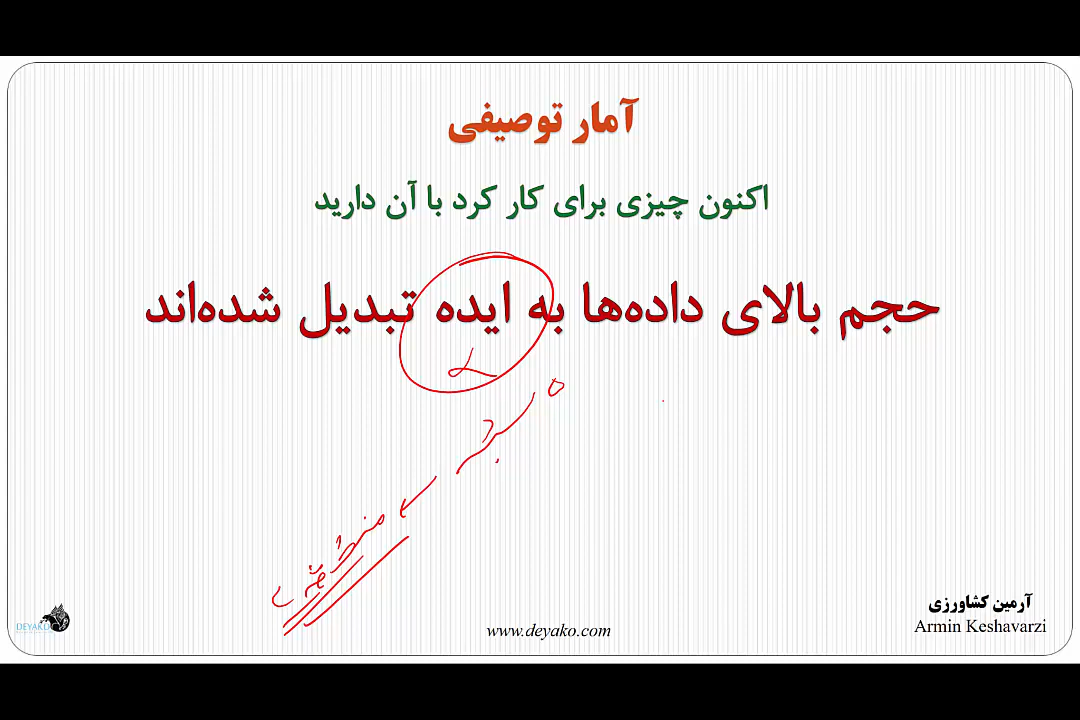 آمار توصیفی
اکنون چیزی برای کار کرد با آن دارید
حجم بالای داده‌ها به ایده تبدیل شده‌اند
آرمین کشاورزی
Armin Keshavarzi
www.deyako.com
DEYAKO